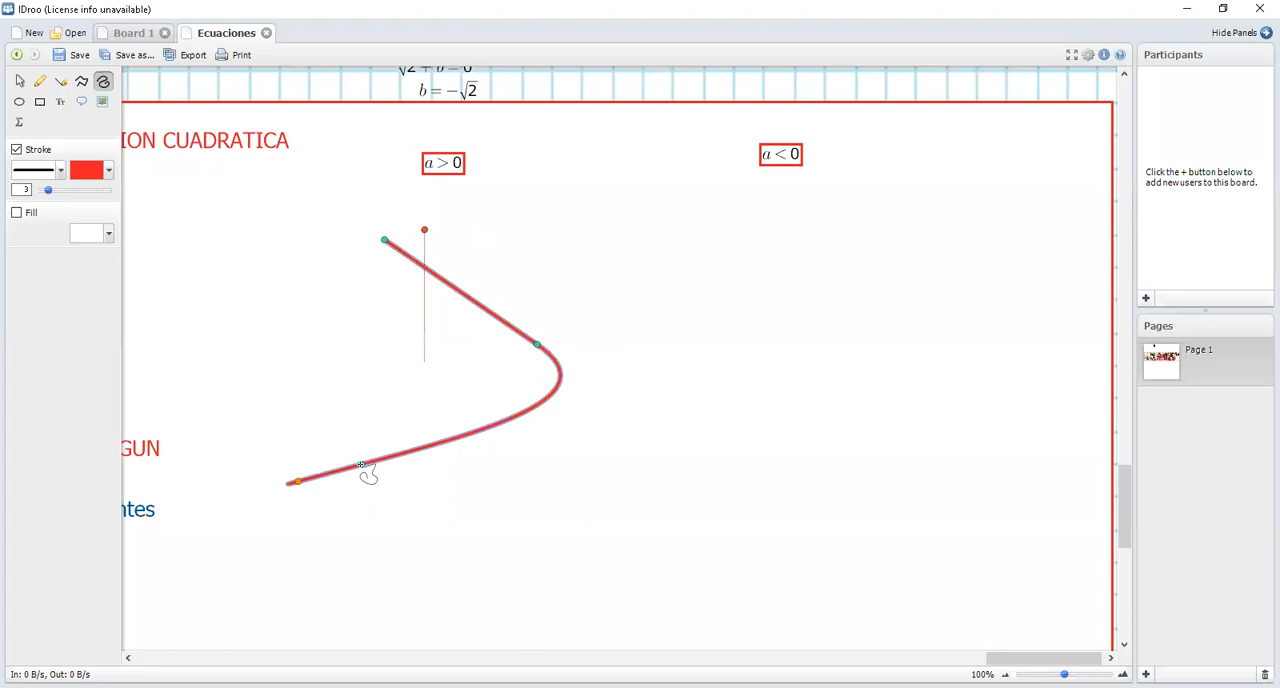 IDroo (License info unavailable)
New Open Board 1 Ecuaciones Hide Panels
Save Save as... Export Print
Participants
Click the + button below to
add new users to this board.
Stroke
3
Fill
b = −√2
ION CUADRATICA
a > 0
a < 0
GUN
ntes
Pages
Page 1
In: 0 B/s, Out: 0 B/s
100%